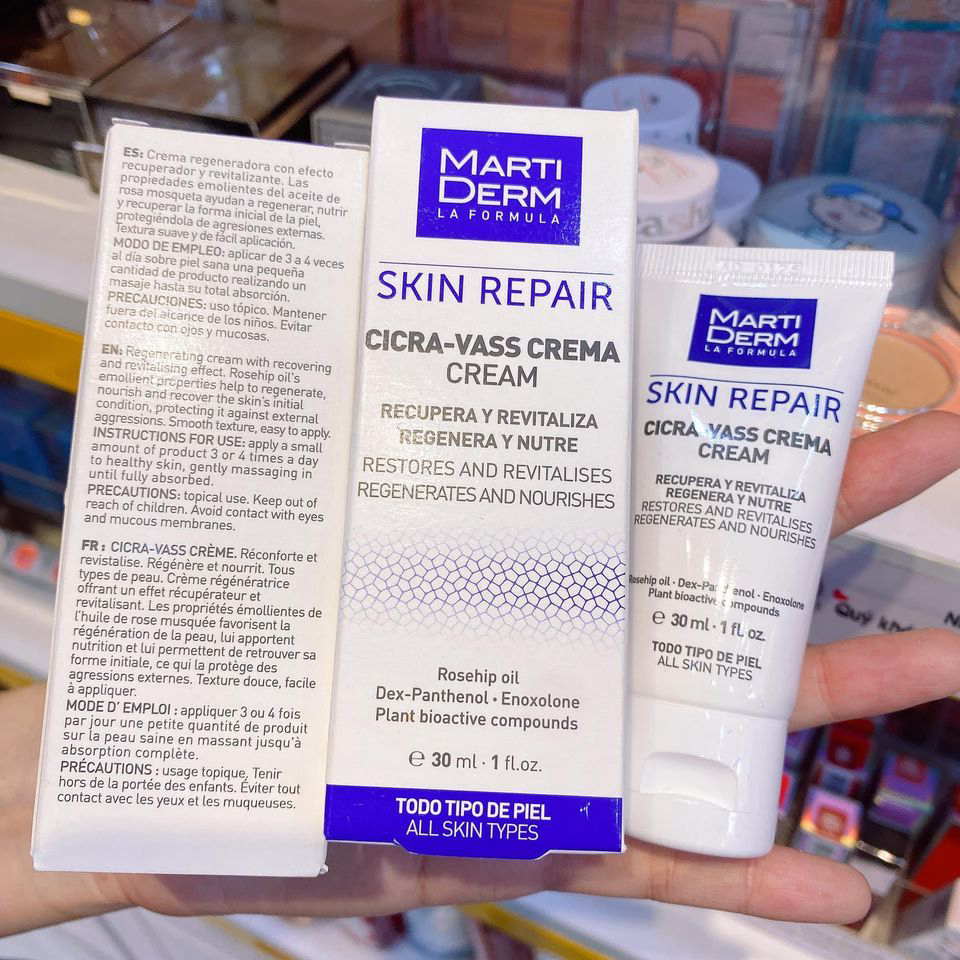 ES: Crema regeneradora con efecto
recuperador y revitalizante. Las
propiedades emolientes del aceite de
rosa mosqueta ayudan a regenerar, nutrir
y recuperar la forma inicial de la piel,
protegiéndola de agresiones externas.
Textura suave y de fácil aplicación.
MODO DE EMPLEO: aplicar de 3 a 4 veces
al día sobre piel sana una pequeña
cantidad de producto realizando un
masaje hasta su total absorción.
PRECAUCIONES: uso tópico. Mantener
fuera del alcance de los niños. Evitar
contacto con ojos y mucosas.
EN: Regenerating cream with recovering
and revitalising effect. Rosehip oil's
emollient properties help to regenerate,
nourish and recover the skin's initial
condition, protecting it against external
aggressions. Smooth texture, easy to apply.
INSTRUCTIONS FOR USE: apply a small
amount of product 3 or 4 times a day
to healthy skin, gently massaging in
until fully absorbed.
PRECAUTIONS: topical use. Keep out of
reach of children. Avoid contact with eyes
and mucous membranes.
FR : CICRA-VASS CRÈME. Réconforte et
revistalise. Régénère et nourrit. Tous
types de peau. Crème régénératrice
offrant un effet récupérateur et
revitalisant. Les propriétés émollientes de
l'huile de rose musquée favorisent la
régénération de la peau, lui apportent
nutrition et lui permettent de retrouver sa
forme initiale, ce qui la protège des
agressions externes. Texture douce, facile
à appliquer.
MODE D' EMPLOI : appliquer 3 ou 4 fois
par jour une petite quantité de produit
sur la peau saine en massant jusqu'à
absorption complète.
PRÉCAUTIONS : usage topique, Tenir
hors de la portée des enfants. Éviter tout
contact avec les yeux et les muqueuses.
MARTI
DERM
LA FORMULA
SKIN REPAIR
CICRA-VASS CREMA
CREAM
RECUPERA Y REVITALIZA
REGENERA Y NUTRE
RESTORES AND REVITALISES
REGENERATES AND NOURISHES
Rosehip oil
Dex-Panthenol · Enoxolone
Plant bioactive compounds
℮ 30 ml · 1 fl.oz.
TODO TIPO DE PIEL
ALL SKIN TYPES
MARTI
DERM
LA FORMULA
SKIN REPAIR
CICRA-VASS CREMA
CREAM
RECUPERA Y REVITALIZA
REGENERA Y NUTRE
RESTORES AND REVITALISES
REGENERATES AND NOURISHES
Rosehip oil · Dex-Panthenol · Enoxolone
Plant bioactive compounds
℮ 30 ml · 1 fl. oz.
TODO TIPO DE PIEL
ALL SKIN TYPES
Quý